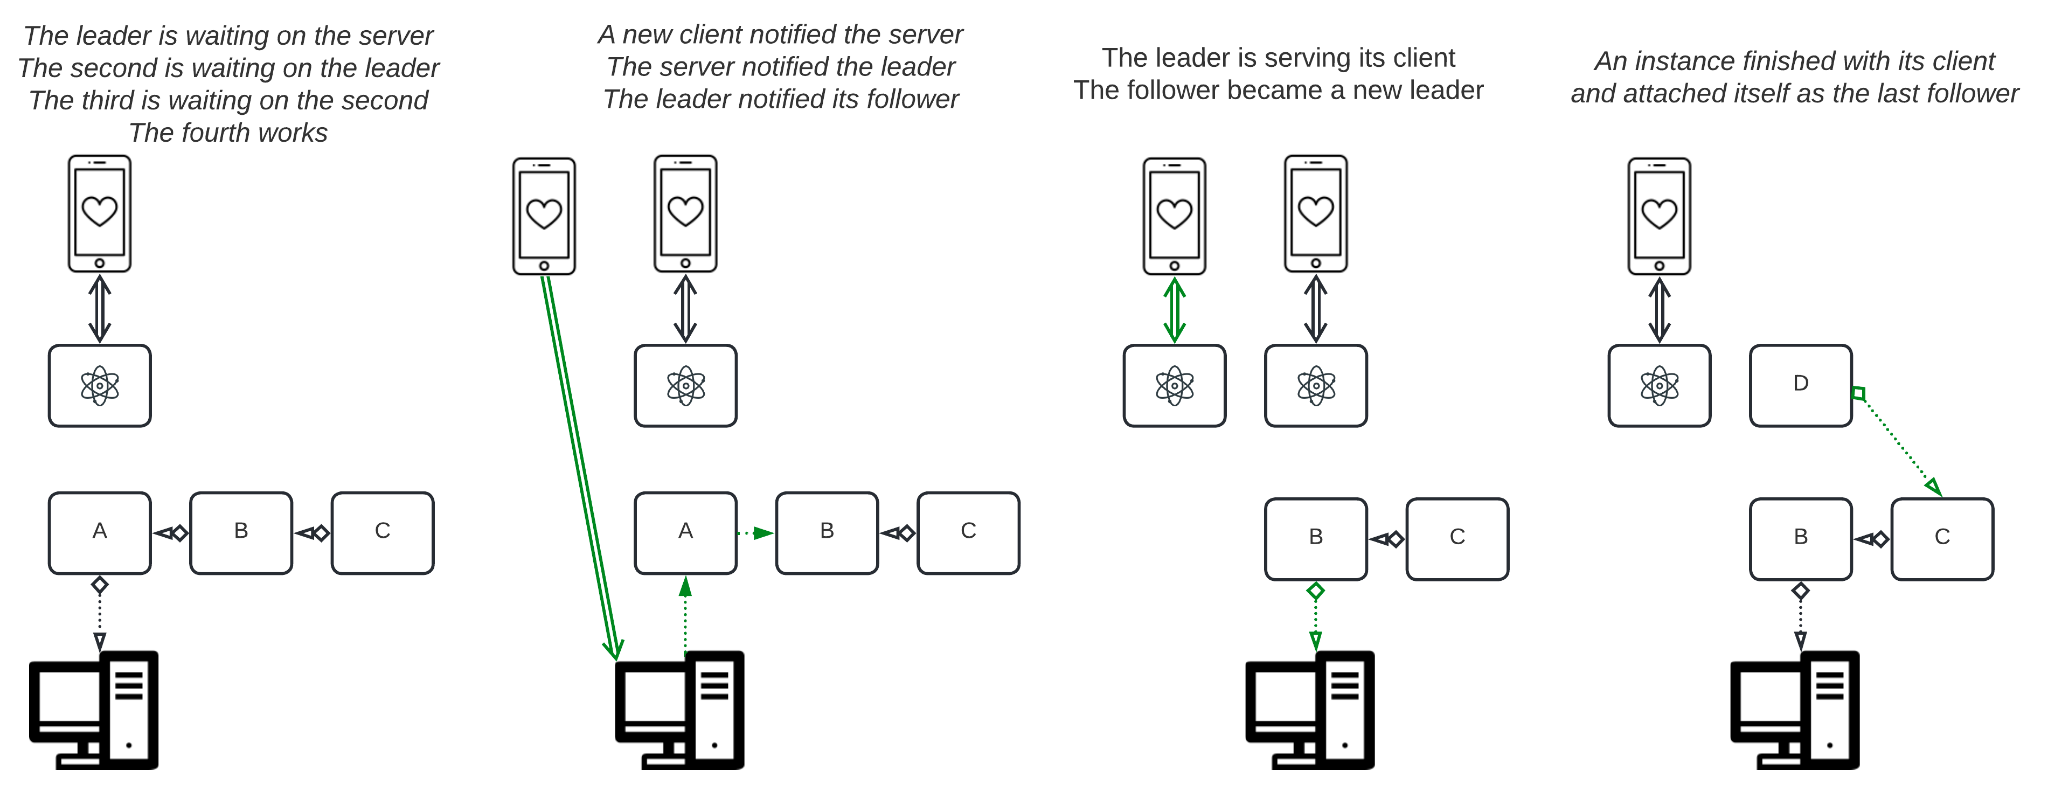 The leader is waiting on the server
The second is waiting on the leader
The third is waiting on the second
The fourth works
A new client notified the server
The server notified the leader
The leader notified its follower
The leader is serving its client
The follower became a new leader
An instance finished with its client
and attached itself as the last follower
A
B
C
A
B
C
B
C
D
B
C